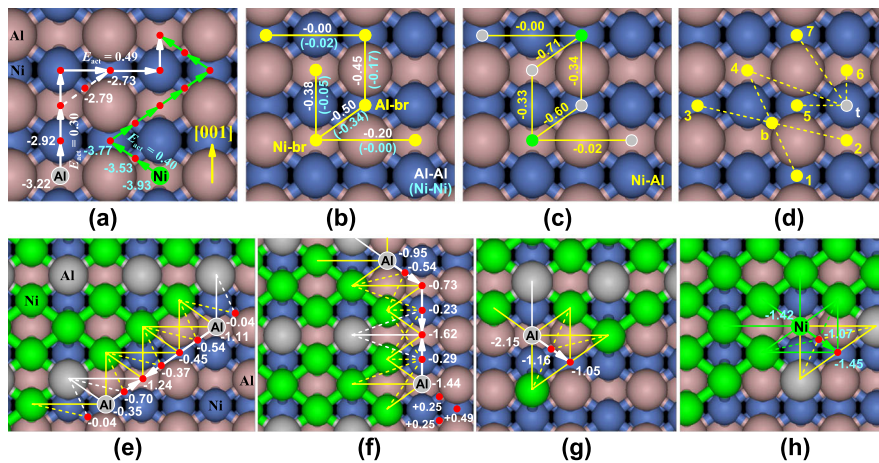 Al
E_act = 0.49
Ni
-2.73
-2.79
-2.92
E_act = 0.30
-3.77
E_act = 0.40
[001]
-3.53
-3.22
Al
-3.93
Ni
(a)
-0.00
(-0.02)
-0.45
(-0.17)
-0.38
(-0.05)
-0.50
(-0.34)
Al-br
Ni-br
-0.20
(-0.00)
Al-Al
(Ni-Ni)
(b)
-0.00
-0.71
-0.34
-0.33
-0.60
-0.02
Ni-Al
(c)
7
4
6
3
5
t
b
2
1
(d)
Al
Ni
Al
-0.04
-1.11
-0.54
-0.45
-0.37
-1.24
-0.70
Al
-0.35
-0.04
Al
Ni
(e)
-0.95
Al
-0.54
-0.73
-0.23
-1.62
-0.29
Al
-1.44
+0.25
+0.49
+0.25
(f)
Al
-2.15
-1.16
-1.05
(g)
-1.42
Ni
-1.07
-1.45
(h)